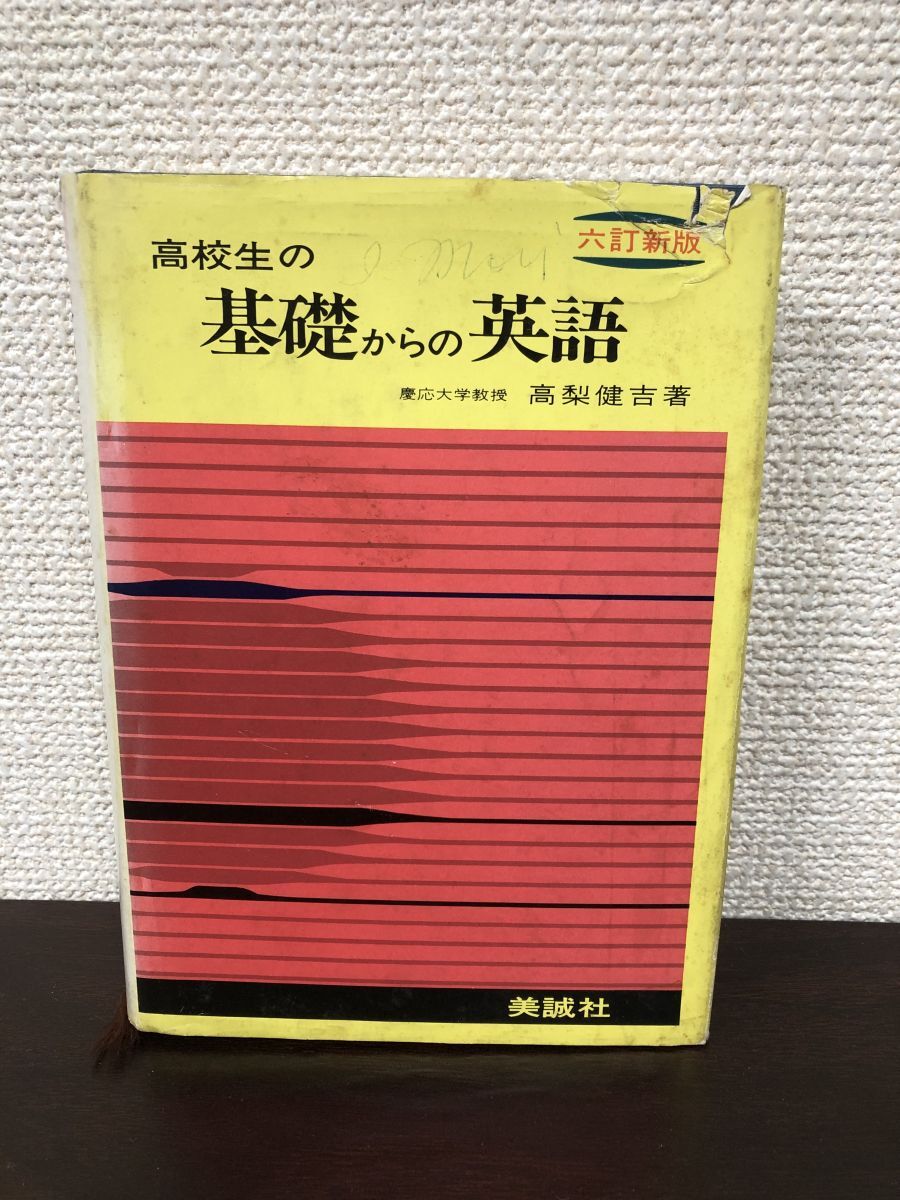 六訂新版
高校生の
基礎からの英語
慶応大学教授 高梨健吉著
美誠社